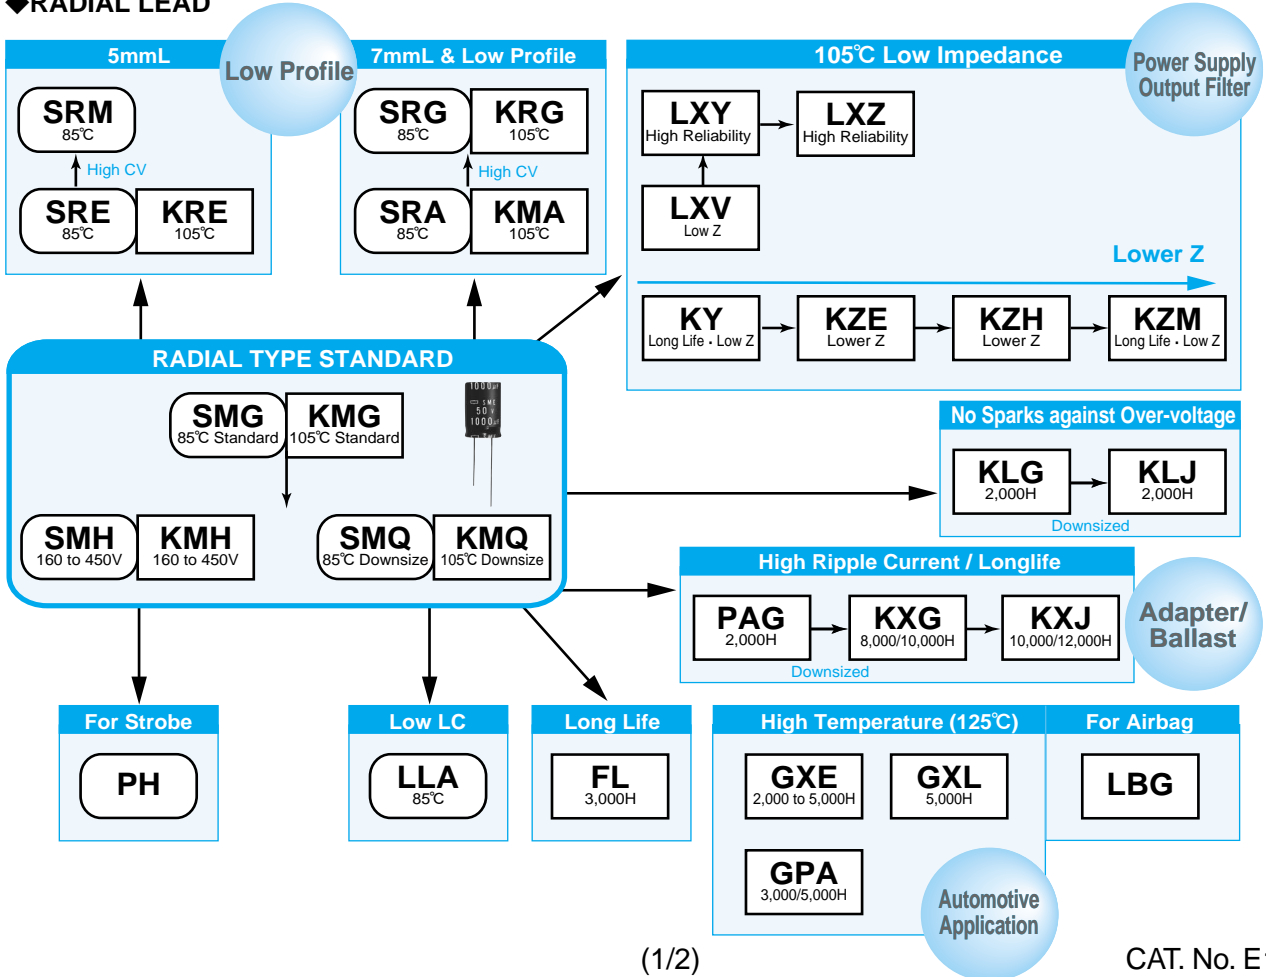 ◆RADIAL LEAD
5mmL
Low Profile
7mmL & Low Profile
SRM
85℃
High CV
SRE
85℃
KRE
105℃
SRG
85℃
KRG
105℃
High CV
SRA
85℃
KMA
105℃
105℃ Low Impedance
Power Supply
Output Filter
LXY
High Reliability
LXZ
High Reliability
LXV
Low Z
Lower Z
KY
Long Life・Low Z
KZE
Lower Z
KZH
Lower Z
KZM
Long Life・Low Z
RADIAL TYPE STANDARD
SMG
85℃ Standard
KMG
105℃ Standard
SME
50 V
SMH
160 to 450V
KMH
160 to 450V
SMQ
85℃ Downsize
KMQ
105℃ Downsize
No Sparks against Over-voltage
KLG
2,000H
KLJ
2,000H
Downsized
High Ripple Current / Longlife
PAG
2,000H
KXG
8,000/10,000H
KXJ
10,000/12,000H
Downsized
Adapter/
Ballast
For Strobe
PH
Low LC
LLA
85℃
Long Life
FL
3,000H
High Temperature (125℃)
GXE
2,000 to 5,000H
GXL
5,000H
GPA
3,000/5,000H
Automotive
Application
For Airbag
LBG
(1/2)
CAT. No.